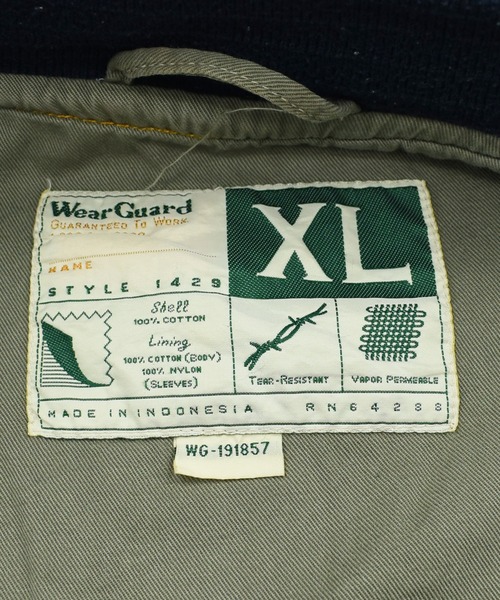 WearGuard
GUARANTEED TO WORK
XL
NAME
STYLE 1429
Shell
100% COTTON
Lining
100% COTTON (BODY)
100% NYLON
(SLEEVES)
TEAR-RESISTANT
VAPOR PERMEABLE
MADE IN INDONESIA RN64288
WG-191857